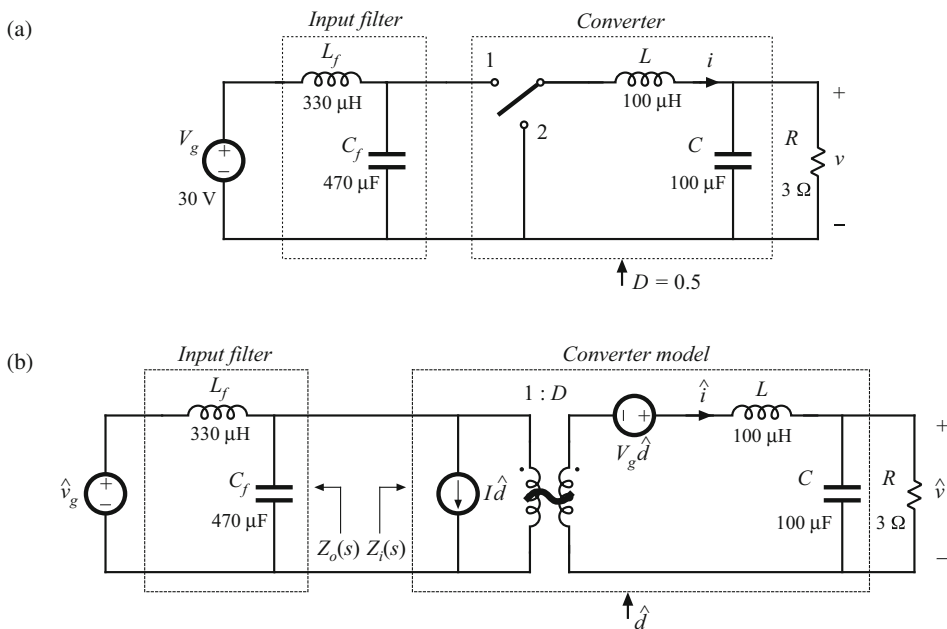 (a)
Input filter
Converter
L_f
330 μH
1
L
i
100 μH
+
V_g
+
−
30 V
C_f
470 μF
2
C
100 μF
R
3 Ω
v
−
D = 0.5
(b)
Input filter
Converter model
L_f
330 μH
1 : D
î
L
100 μH
−
+
V_g d̂
+
v̂_g
+
−
C_f
470 μF
Z_o(s)
Z_i(s)
I d̂
C
100 μF
R
3 Ω
v̂
−
d̂